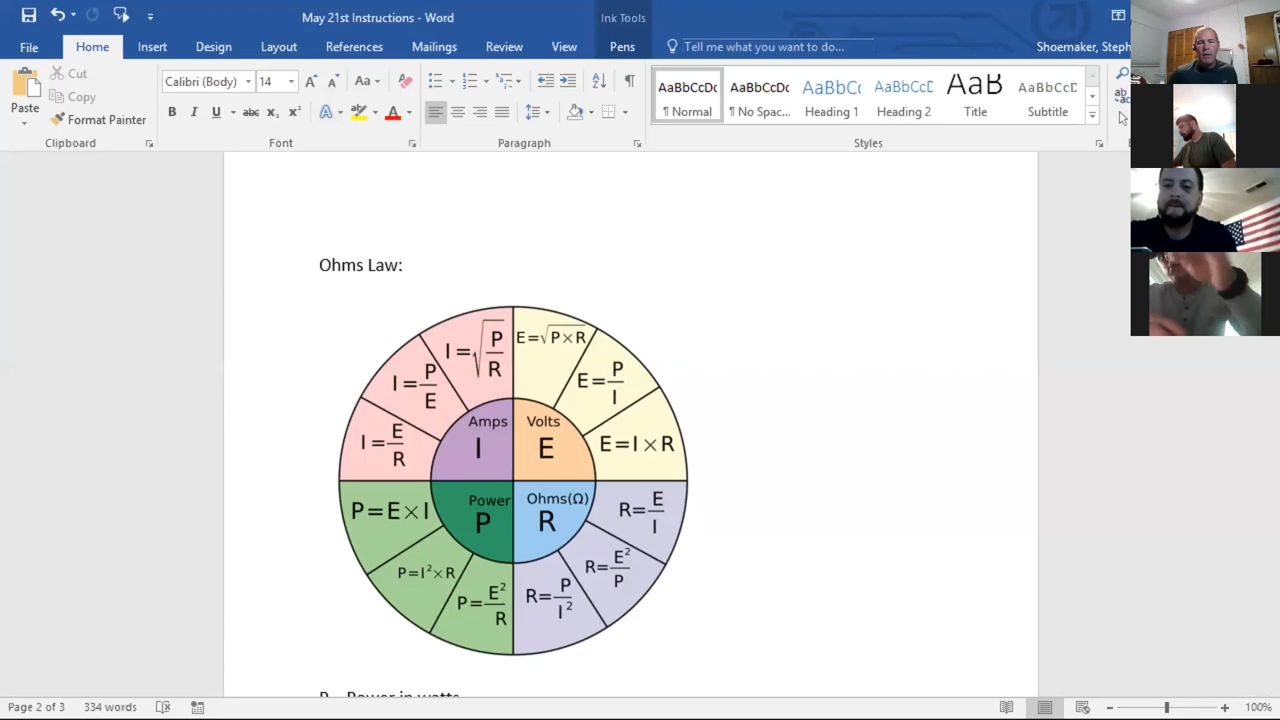 May 21st Instructions - Word
Ink Tools
File Home Insert Design Layout References Mailings Review View Pens Tell me what you want to do... Shoemaker, Steph
Paste
Cut
Copy
Format Painter
Calibri (Body) 14
AaBbCcDc AaBbCcDc AaBbCc AaBbCcD AaB AaBbCcC
¶ Normal ¶ No Spac... Heading 1 Heading 2 Title Subtitle
Clipboard Font Paragraph Styles
Ohms Law:
I=√P/R
E=√P×R
I=P/E
E=P/I
I=E/R
E=I×R
Amps
I
Volts
E
Power
P
Ohms(Ω)
R
P=E×I
R=E/I
P=I²×R
R=E²/P
P=E²/R
R=P/I²
Page 2 of 3 334 words
100%